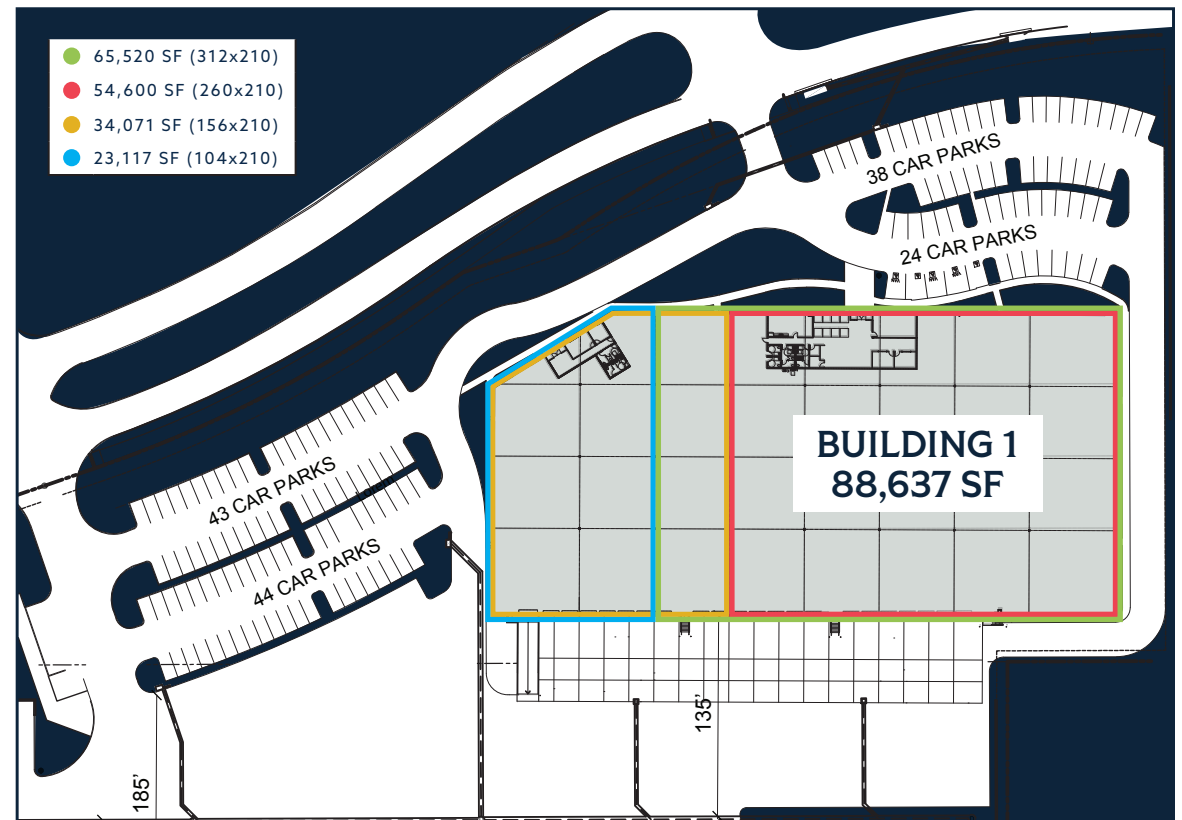 65,520 SF (312x210)
54,600 SF (260x210)
34,071 SF (156x210)
23,117 SF (104x210)
38 CAR PARKS
24 CAR PARKS
BUILDING 1
88,637 SF
43 CAR PARKS
44 CAR PARKS
135'
185'